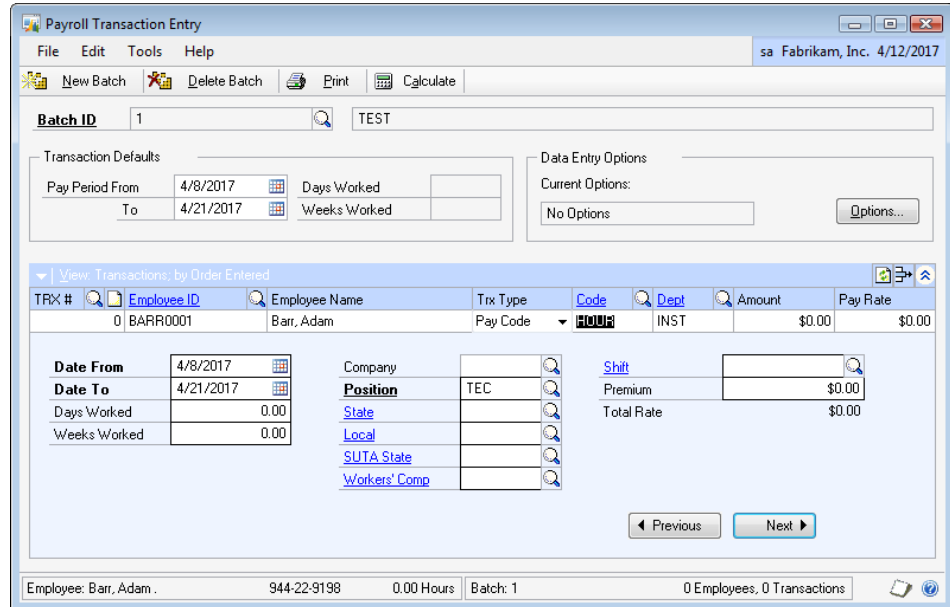 Payroll Transaction Entry
File Edit Tools Help sa Fabrikam, Inc. 4/12/2017
New Batch Delete Batch Print Calculate
Batch ID 1 TEST
Transaction Defaults Data Entry Options
Pay Period From 4/8/2017 Days Worked Current Options:
To 4/21/2017 Weeks Worked No Options Options...
View: Transactions; by Order Entered
TRX # Employee ID Employee Name Trx Type Code Dept Amount Pay Rate
0 BARR0001 Barr, Adam Pay Code HOUR INST $0.00 $0.00
Date From 4/8/2017 Company Shift
Date To 4/21/2017 Position TEC Premium $0.00
Days Worked 0.00 State Total Rate $0.00
Weeks Worked 0.00 Local
SUTA State
Workers' Comp
Previous Next
Employee: Barr, Adam . 944-22-9198 0.00 Hours Batch: 1 0 Employees, 0 Transactions